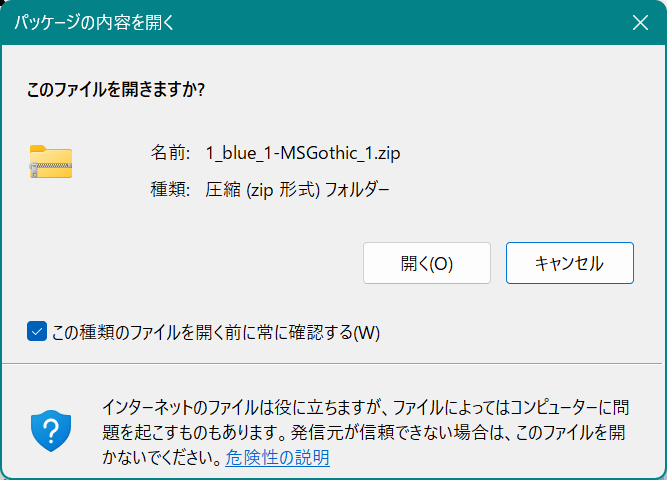 パッケージの内容を開く
このファイルを開きますか?
名前: 1_blue_1-MSGothic_1.zip
種類: 圧縮 (zip 形式) フォルダー
開く(O) キャンセル
この種類のファイルを開く前に常に確認する(W)
インターネットのファイルは役に立ちますが、ファイルによってはコンピューターに問
題を起こすものもあります。発信元が信頼できない場合は、このファイルを開
かないでください。危険性の説明